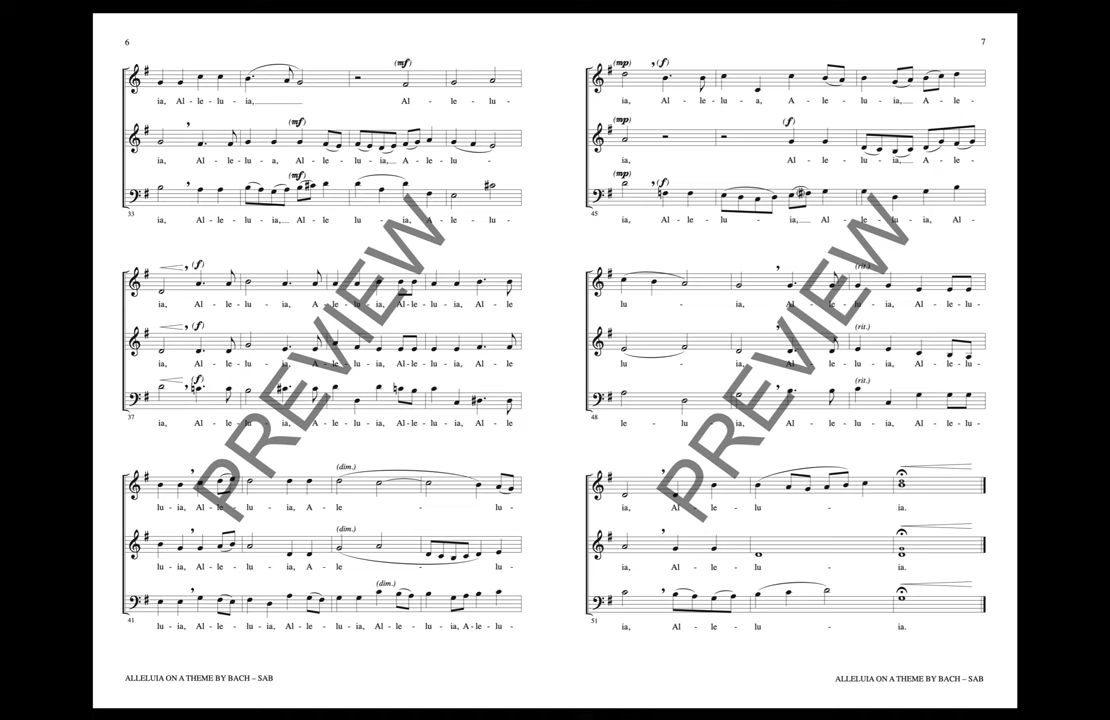 6
(mf)
ia, Al - le - lu - ia, Al - le - lu -
(mf)
ia, Al - le - lu - a, Al - le - lu - ia, A - le - lu -
(mf)
33
ia, Al - le - lu - ia, Al - le - lu - ia, A - le - lu -
(f)
ia, Al - le - lu - ia, A - le - lu - ia, Al - le - lu - ia, Al - le
(f)
ia, Al - le - lu - ia, A - le - lu - ia, Al - le - lu - ia, Al - le
(f)
37
ia, Al - le - lu - ia, A - le - lu - ia, Al - le - lu - ia, Al - le
lu - ia, Al - le - lu - ia, A - le - lu -
(dim.)
lu - ia, Al - le - lu - ia, A - le - lu -
(dim.)
41
lu - ia, Al - le - lu - ia, Al - le - lu - ia, Al - le - lu - ia, A - le - lu -
(dim.)
ALLELUIA ON A THEME BY BACH – SAB
PREVIEW
7
(mp) (f)
ia, Al - le - lu - a, A - le - lu - ia, A - le -
(mp) (f)
ia, Al - le - lu - ia, A - le - lu -
(mp) (f)
45
ia, Al - le - lu - ia, Al - le - lu - ia, Al -
(rit.)
lu - ia, Al - le - lu - ia, Al - le - lu -
(rit.)
lu - ia, Al - le - lu - ia, Al - le - lu -
(rit.)
48
le - lu - ia, Al - le - lu - ia, Al - le - lu -
ia, Al - le - lu - ia.
ia, Al - le - lu - ia.
51
ia, Al - le - lu - ia.
ALLELUIA ON A THEME BY BACH – SAB
PREVIEW